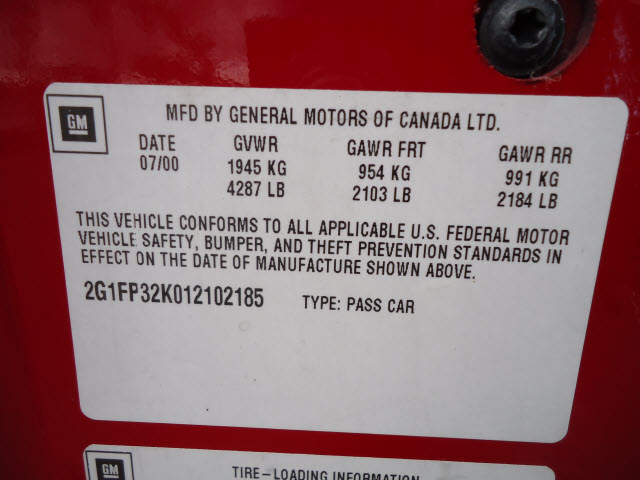 GM
MFD BY GENERAL MOTORS OF CANADA LTD.
DATE GVWR GAWR FRT GAWR RR
07/00 1945 KG 954 KG 991 KG
4287 LB 2103 LB 2184 LB
THIS VEHICLE CONFORMS TO ALL APPLICABLE U.S. FEDERAL MOTOR
VEHICLE SAFETY, BUMPER, AND THEFT PREVENTION STANDARDS IN
EFFECT ON THE DATE OF MANUFACTURE SHOWN ABOVE.
2G1FP32K012102185 TYPE: PASS CAR
GM
TIRE-LOADING INFORMATION